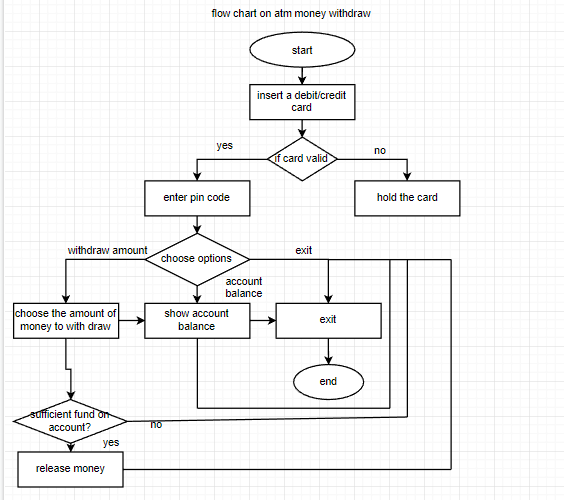 flow chart on atm money withdraw
start
insert a debit/credit
card
if card valid
yes
no
enter pin code
hold the card
choose options
withdraw amount
exit
account
balance
choose the amount of
money to with draw
show account
balance
exit
end
sufficient fund on
account?
no
yes
release money